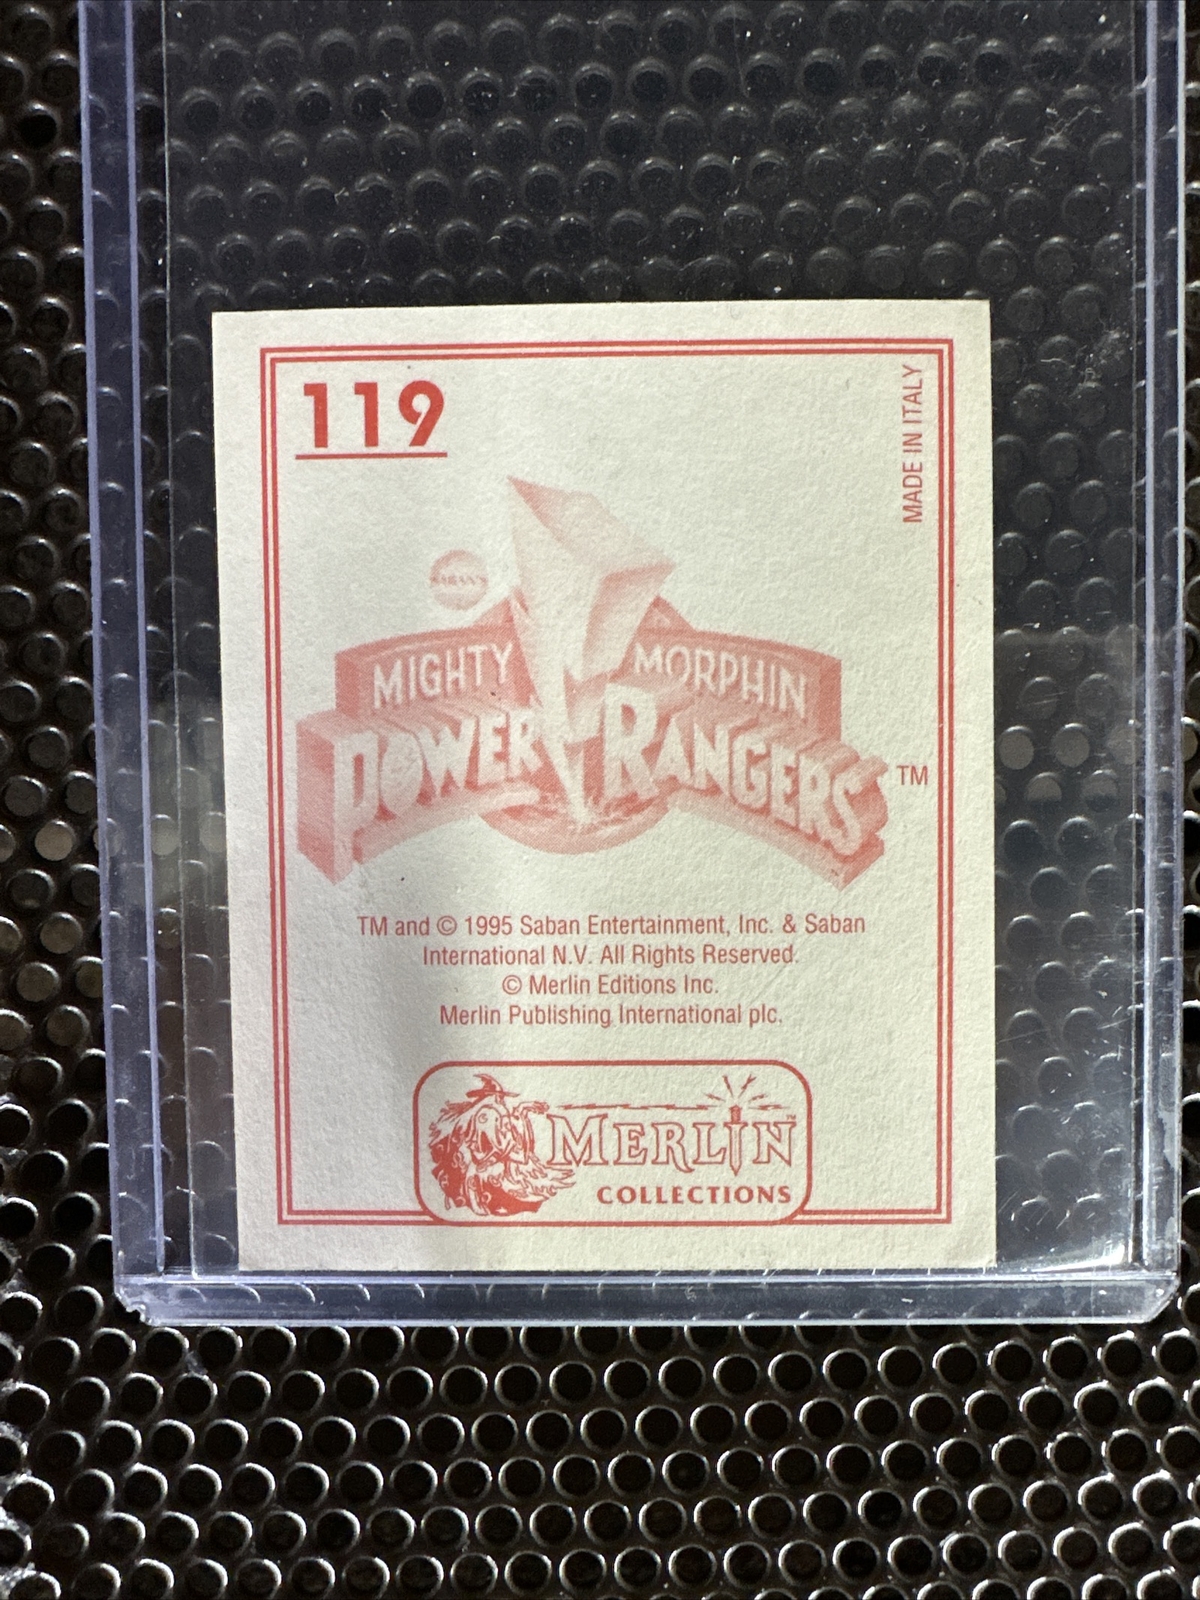 119
MADE IN ITALY
SABAN'S
MIGHTY MORPHIN
POWER RANGERS TM
TM and © 1995 Saban Entertainment, Inc. & Saban
International N.V. All Rights Reserved.
© Merlin Editions Inc.
Merlin Publishing International plc.
MERLIN TM
COLLECTIONS